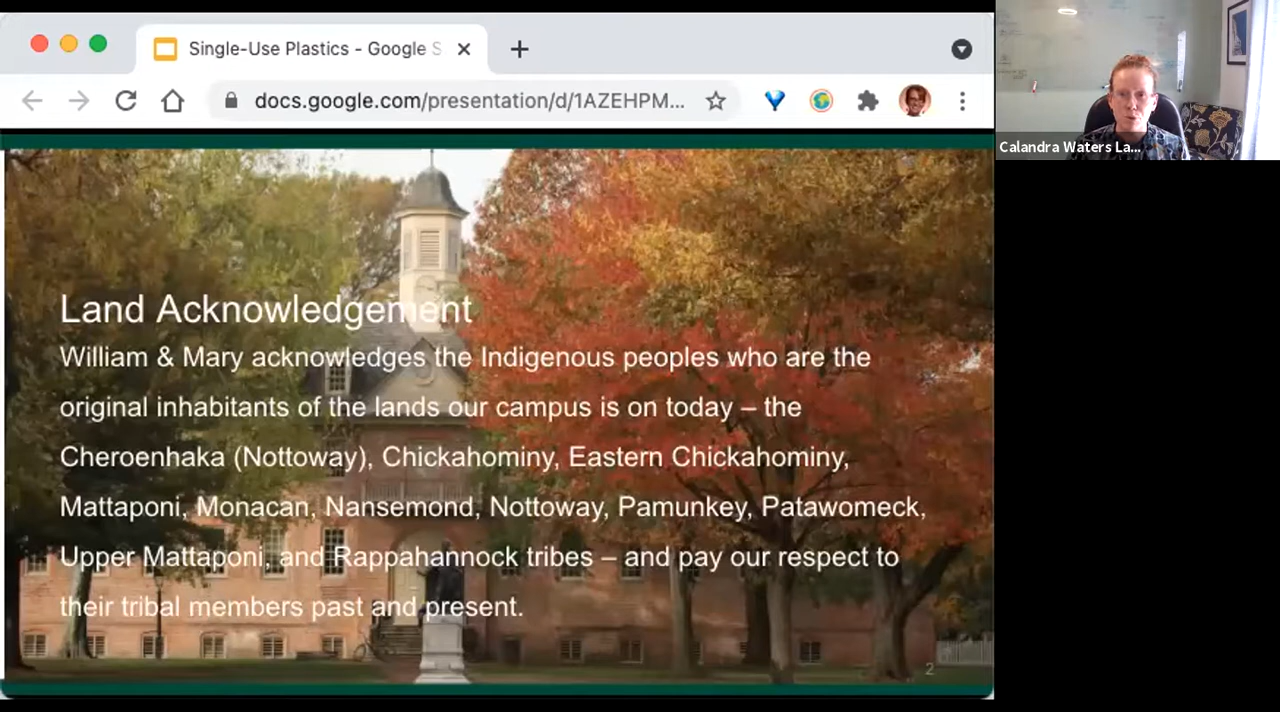 Single-Use Plastics - Google S
docs.google.com/presentation/d/1AZEHPM...
Calandra Waters La...
Land Acknowledgement
William & Mary acknowledges the Indigenous peoples who are the
original inhabitants of the lands our campus is on today – the
Cheroenhaka (Nottoway), Chickahominy, Eastern Chickahominy,
Mattaponi, Monacan, Nansemond, Nottoway, Pamunkey, Patawomeck,
Upper Mattaponi, and Rappahannock tribes – and pay our respect to
their tribal members past and present.
2